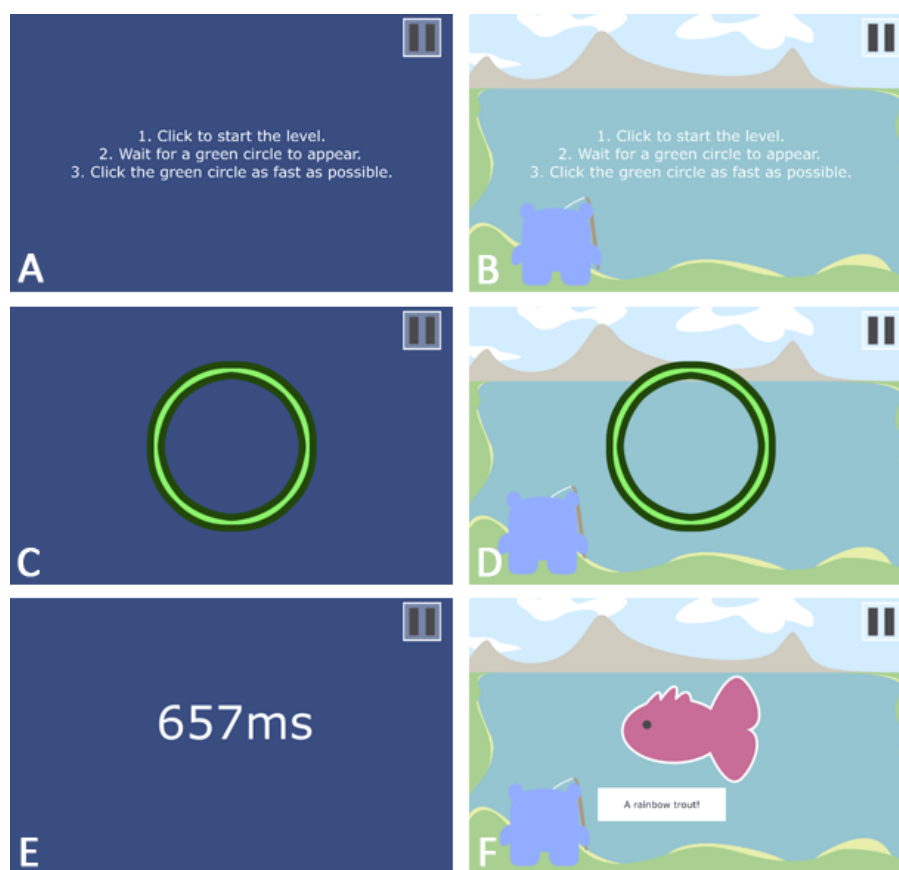 1. Click to start the level.
2. Wait for a green circle to appear.
3. Click the green circle as fast as possible.
A
1. Click to start the level.
2. Wait for a green circle to appear.
3. Click the green circle as fast as possible.
B
C
D
657ms
E
A rainbow trout!
F